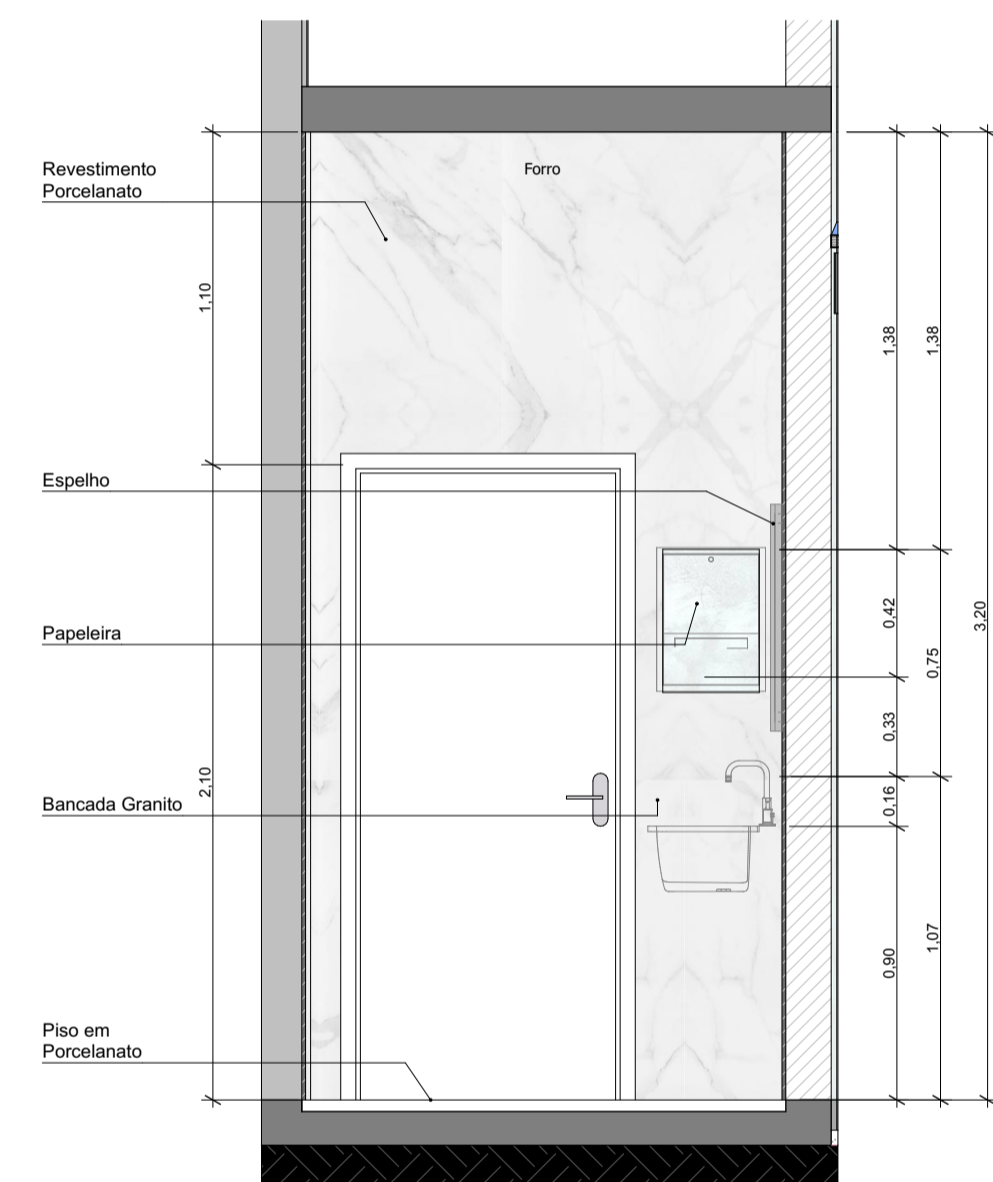 Revestimento
Porcelanato
Forro
1,10
1,38
1,38
Espelho
0,42
3,20
Papeleira
0,75
0,33
2,10
0,16
Bancada Granito
1,07
0,90
Piso em
Porcelanato